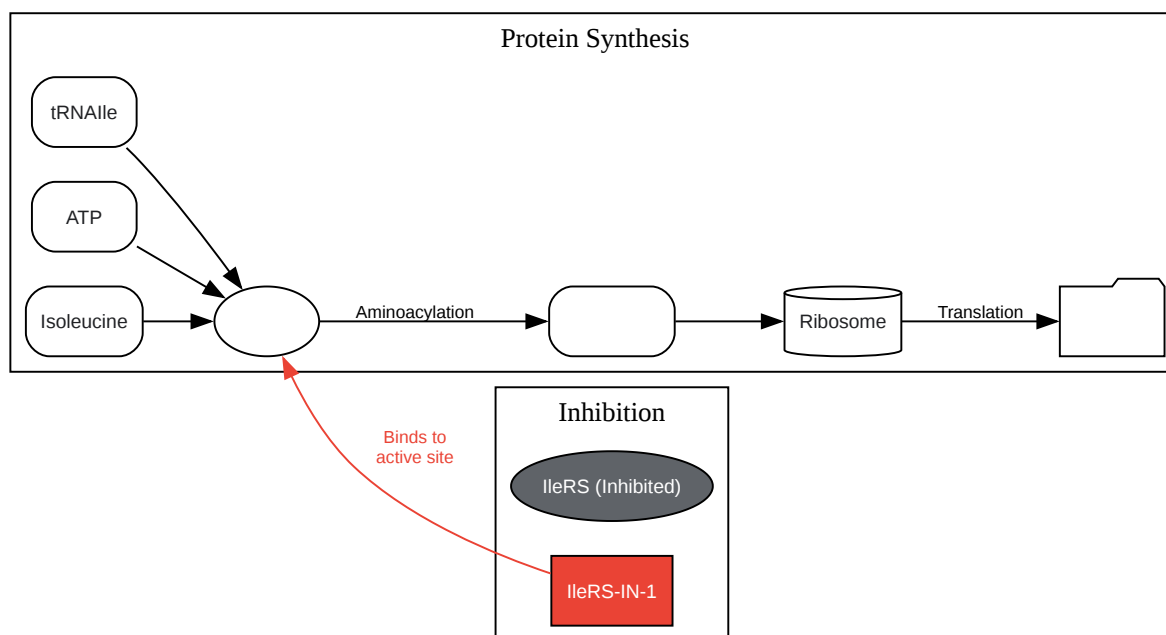 Protein Synthesis
tRNAIle
ATP
Isoleucine
Aminoacylation
Ribosome
Translation
Inhibition
Binds to
active site
IleRS (Inhibited)
IleRS-IN-1